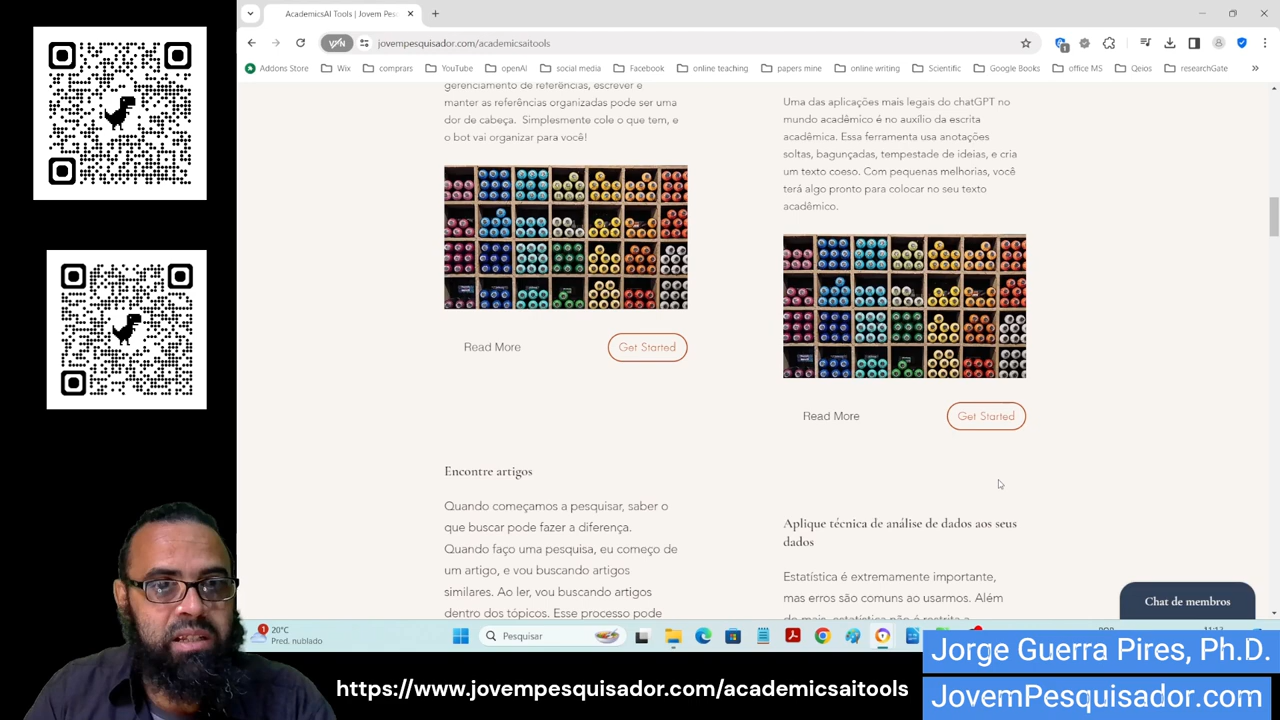 AcademicsAI Tools | Jovem Pes
jovempesquisador.com/academicsaitools
Addons Store
Wix
comprars
YouTube
openAI
social media
Facebook
online teaching
papers mine
online writing
Scientific
Google Books
office MS
Qeios
researchGate
gerenciamento de referências, escrever e
manter as referências organizadas pode ser uma
dor de cabeça. Simplesmente cole o que tem, e
o bot vai organizar para você!
Read More
Get Started
Encontre artigos
Quando começamos a pesquisar, saber o
que buscar pode fazer a diferença.
Quando faço uma pesquisa, eu começo de
um artigo, e vou buscando artigos
similares. Ao ler, vou buscando artigos
dentro dos tópicos. Esse processo pode
Uma das aplicações mais legais do chatGPT no
mundo acadêmico é no auxílio da escrita
acadêmica. Essa ferramenta usa anotações
soltas, bagunçadas, tempestade de ideias, e cria
um texto coeso. Com pequenas melhorias, você
terá algo pronto para colocar no seu texto
acadêmico.
Read More
Get Started
Aplique técnica de análise de dados aos seus
dados
Estatística é extremamente importante,
mas erros são comuns ao usarmos. Além
Chat de membros
1
20°C
Pred. nublado
Pesquisar
Jorge Guerra Pires, Ph.D.
https://www.jovempesquisador.com/academicsaitools
JovemPesquisador.com